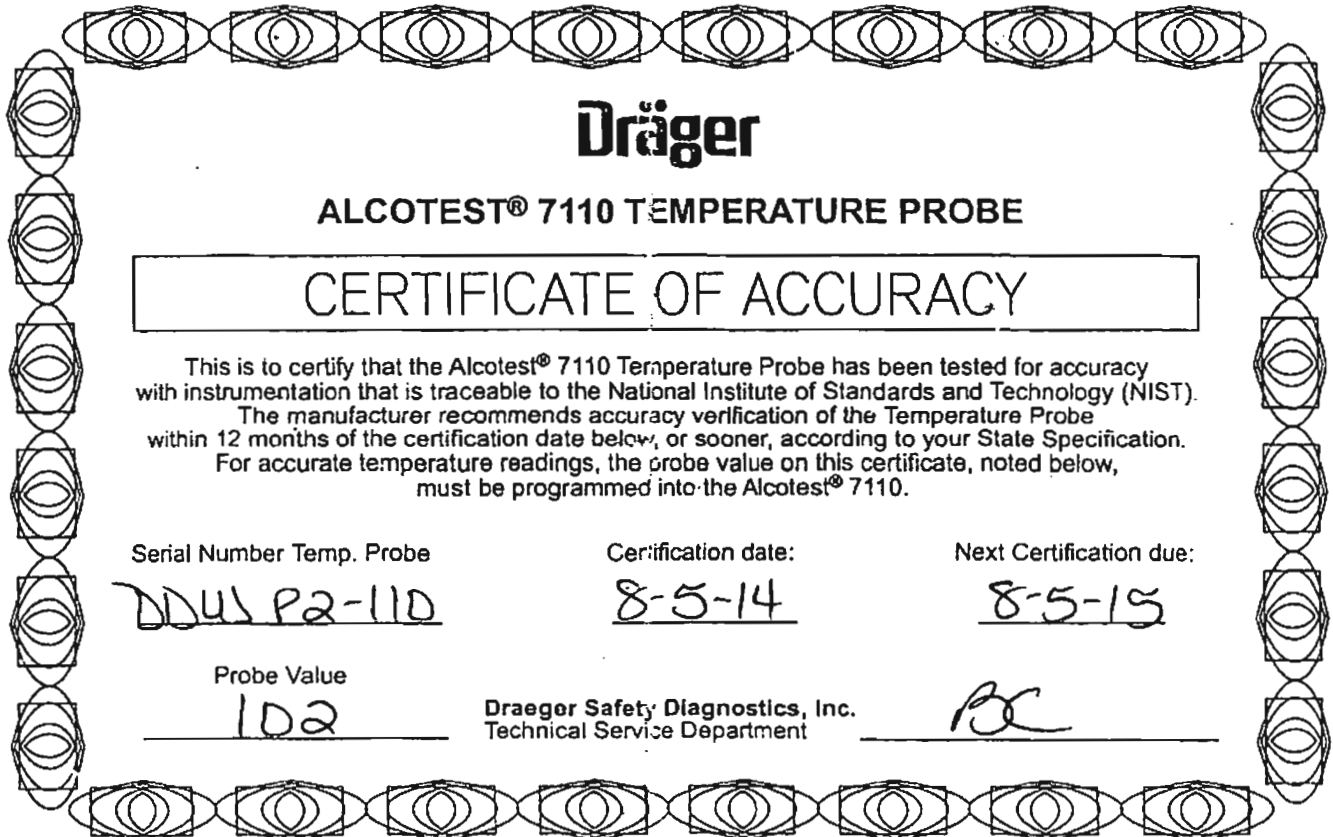 Dräger
ALCOTEST® 7110 TEMPERATURE PROBE
CERTIFICATE OF ACCURACY
This is to certify that the Alcotest® 7110 Temperature Probe has been tested for accuracy
with instrumentation that is traceable to the National Institute of Standards and Technology (NIST).
The manufacturer recommends accuracy verification of the Temperature Probe
within 12 months of the certification date below, or sooner, according to your State Specification.
For accurate temperature readings, the probe value on this certificate, noted below,
must be programmed into the Alcotest® 7110.
Serial Number Temp. Probe Certification date: Next Certification due:
P2-110 8-5-14 8-5-15
Probe Value
102
Draeger Safety Diagnostics, Inc.
Technical Service Department
BC